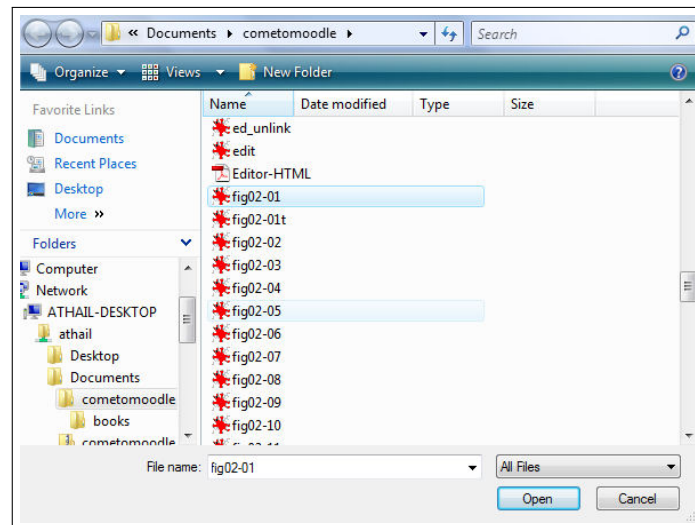 « Documents ▸ cometomoodle ▸
Search
Organize
Views
New Folder
Favorite Links
Documents
Recent Places
Desktop
More »
Folders
Computer
Network
ATHAIL-DESKTOP
athail
Desktop
Documents
cometomoodle
books
cometomoodle
Name
Date modified
Type
Size
ed_unlink
edit
Editor-HTML
fig02-01
fig02-01t
fig02-02
fig02-03
fig02-04
fig02-05
fig02-06
fig02-07
fig02-08
fig02-09
fig02-10
File name: fig02-01
All Files
Open
Cancel